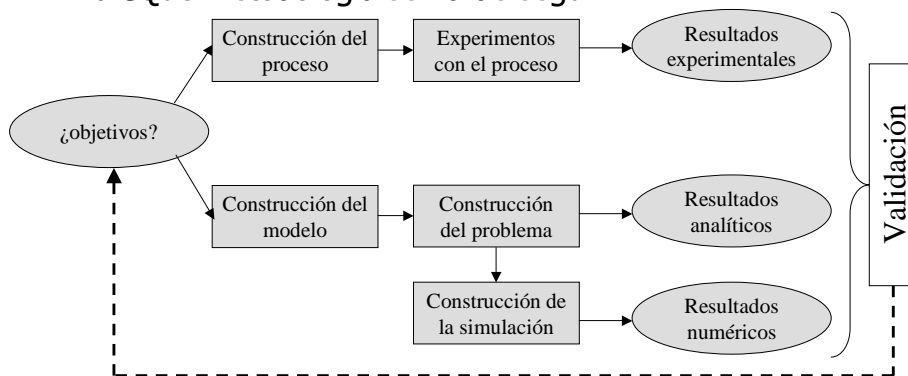 Construcción del
proceso
Experimentos
con el proceso
Resultados
experimentales
¿objetivos?
Construcción del
modelo
Construcción
del problema
Resultados
analíticos
Construcción de
la simulación
Resultados
numéricos
Validación